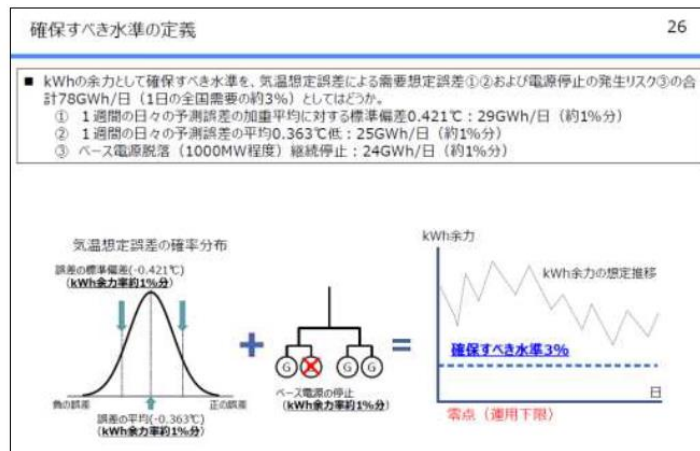 確保すべき水準の定義
26
■ kWhの余力として確保すべき水準を、気温想定誤差による需要想定誤差①②および電源停止の発生リスク③の合
計78GWh/日（1日の全国需要の約3%）としてはどうか。
① 1週間の日々の予測誤差の加重平均に対する標準偏差0.421℃：29GWh/日（約1%分）
② 1週間の日々の予測誤差の平均0.363℃低：25GWh/日（約1%分）
③ ベース電源脱落（1000MW程度）継続停止：24GWh/日（約1%分）
気温想定誤差の確率分布
誤差の標準偏差(-0.421℃)
(kWh余力率約1%分)
負の誤差
正の誤差
誤差の平均(-0.363℃)
(kWh余力率約1%分)
+
G
G
G
G
ベース電源の停止
(kWh余力率約1%分)
=
kWh余力
kWh余力の想定推移
確保すべき水準3%
日
零点（運用下限）